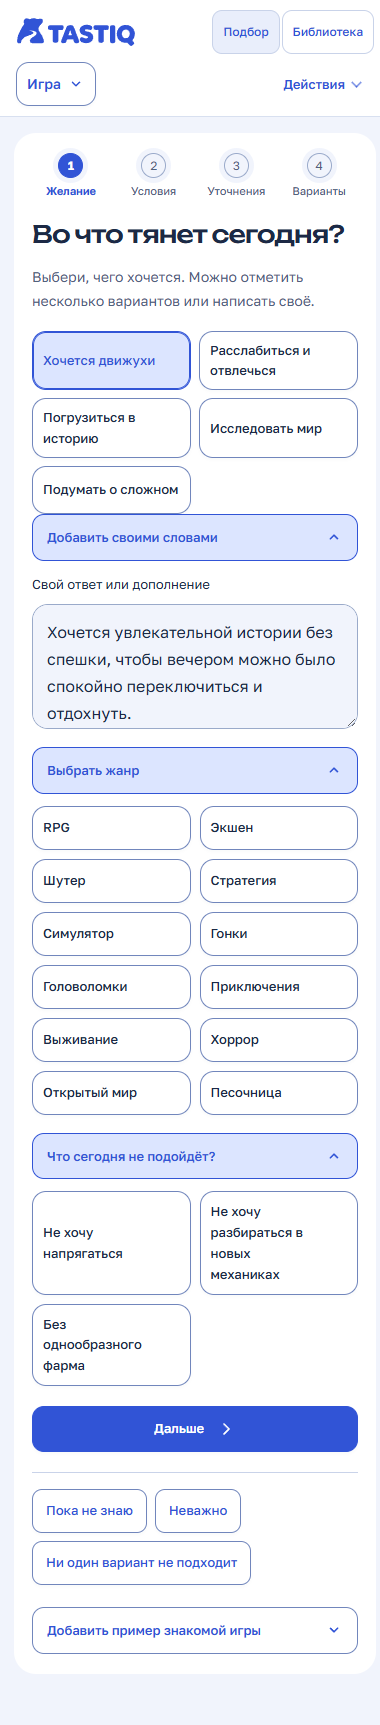 TASTIQ
Подбор
Библиотека
Игра
Действия
1
2
3
4
Желание
Условия
Уточнения
Варианты
Во что тянет сегодня?
Выбери, чего хочется. Можно отметить
несколько вариантов или написать своё.
Хочется движухи
Расслабиться и
отвлечься
Погрузиться в
историю
Исследовать мир
Подумать о сложном
Добавить своими словами
Свой ответ или дополнение
Хочется увлекательной истории без
спешки, чтобы вечером можно было
спокойно переключиться и
отдохнуть.
Выбрать жанр
RPG
Экшен
Шутер
Стратегия
Симулятор
Гонки
Головоломки
Приключения
Выживание
Хоррор
Открытый мир
Песочница
Что сегодня не подойдёт?
Не хочу
напрягаться
Не хочу
разбираться в
новых
механиках
Без
однообразного
фарма
Дальше
Пока не знаю
Неважно
Ни один вариант не подходит
Добавить пример знакомой игры